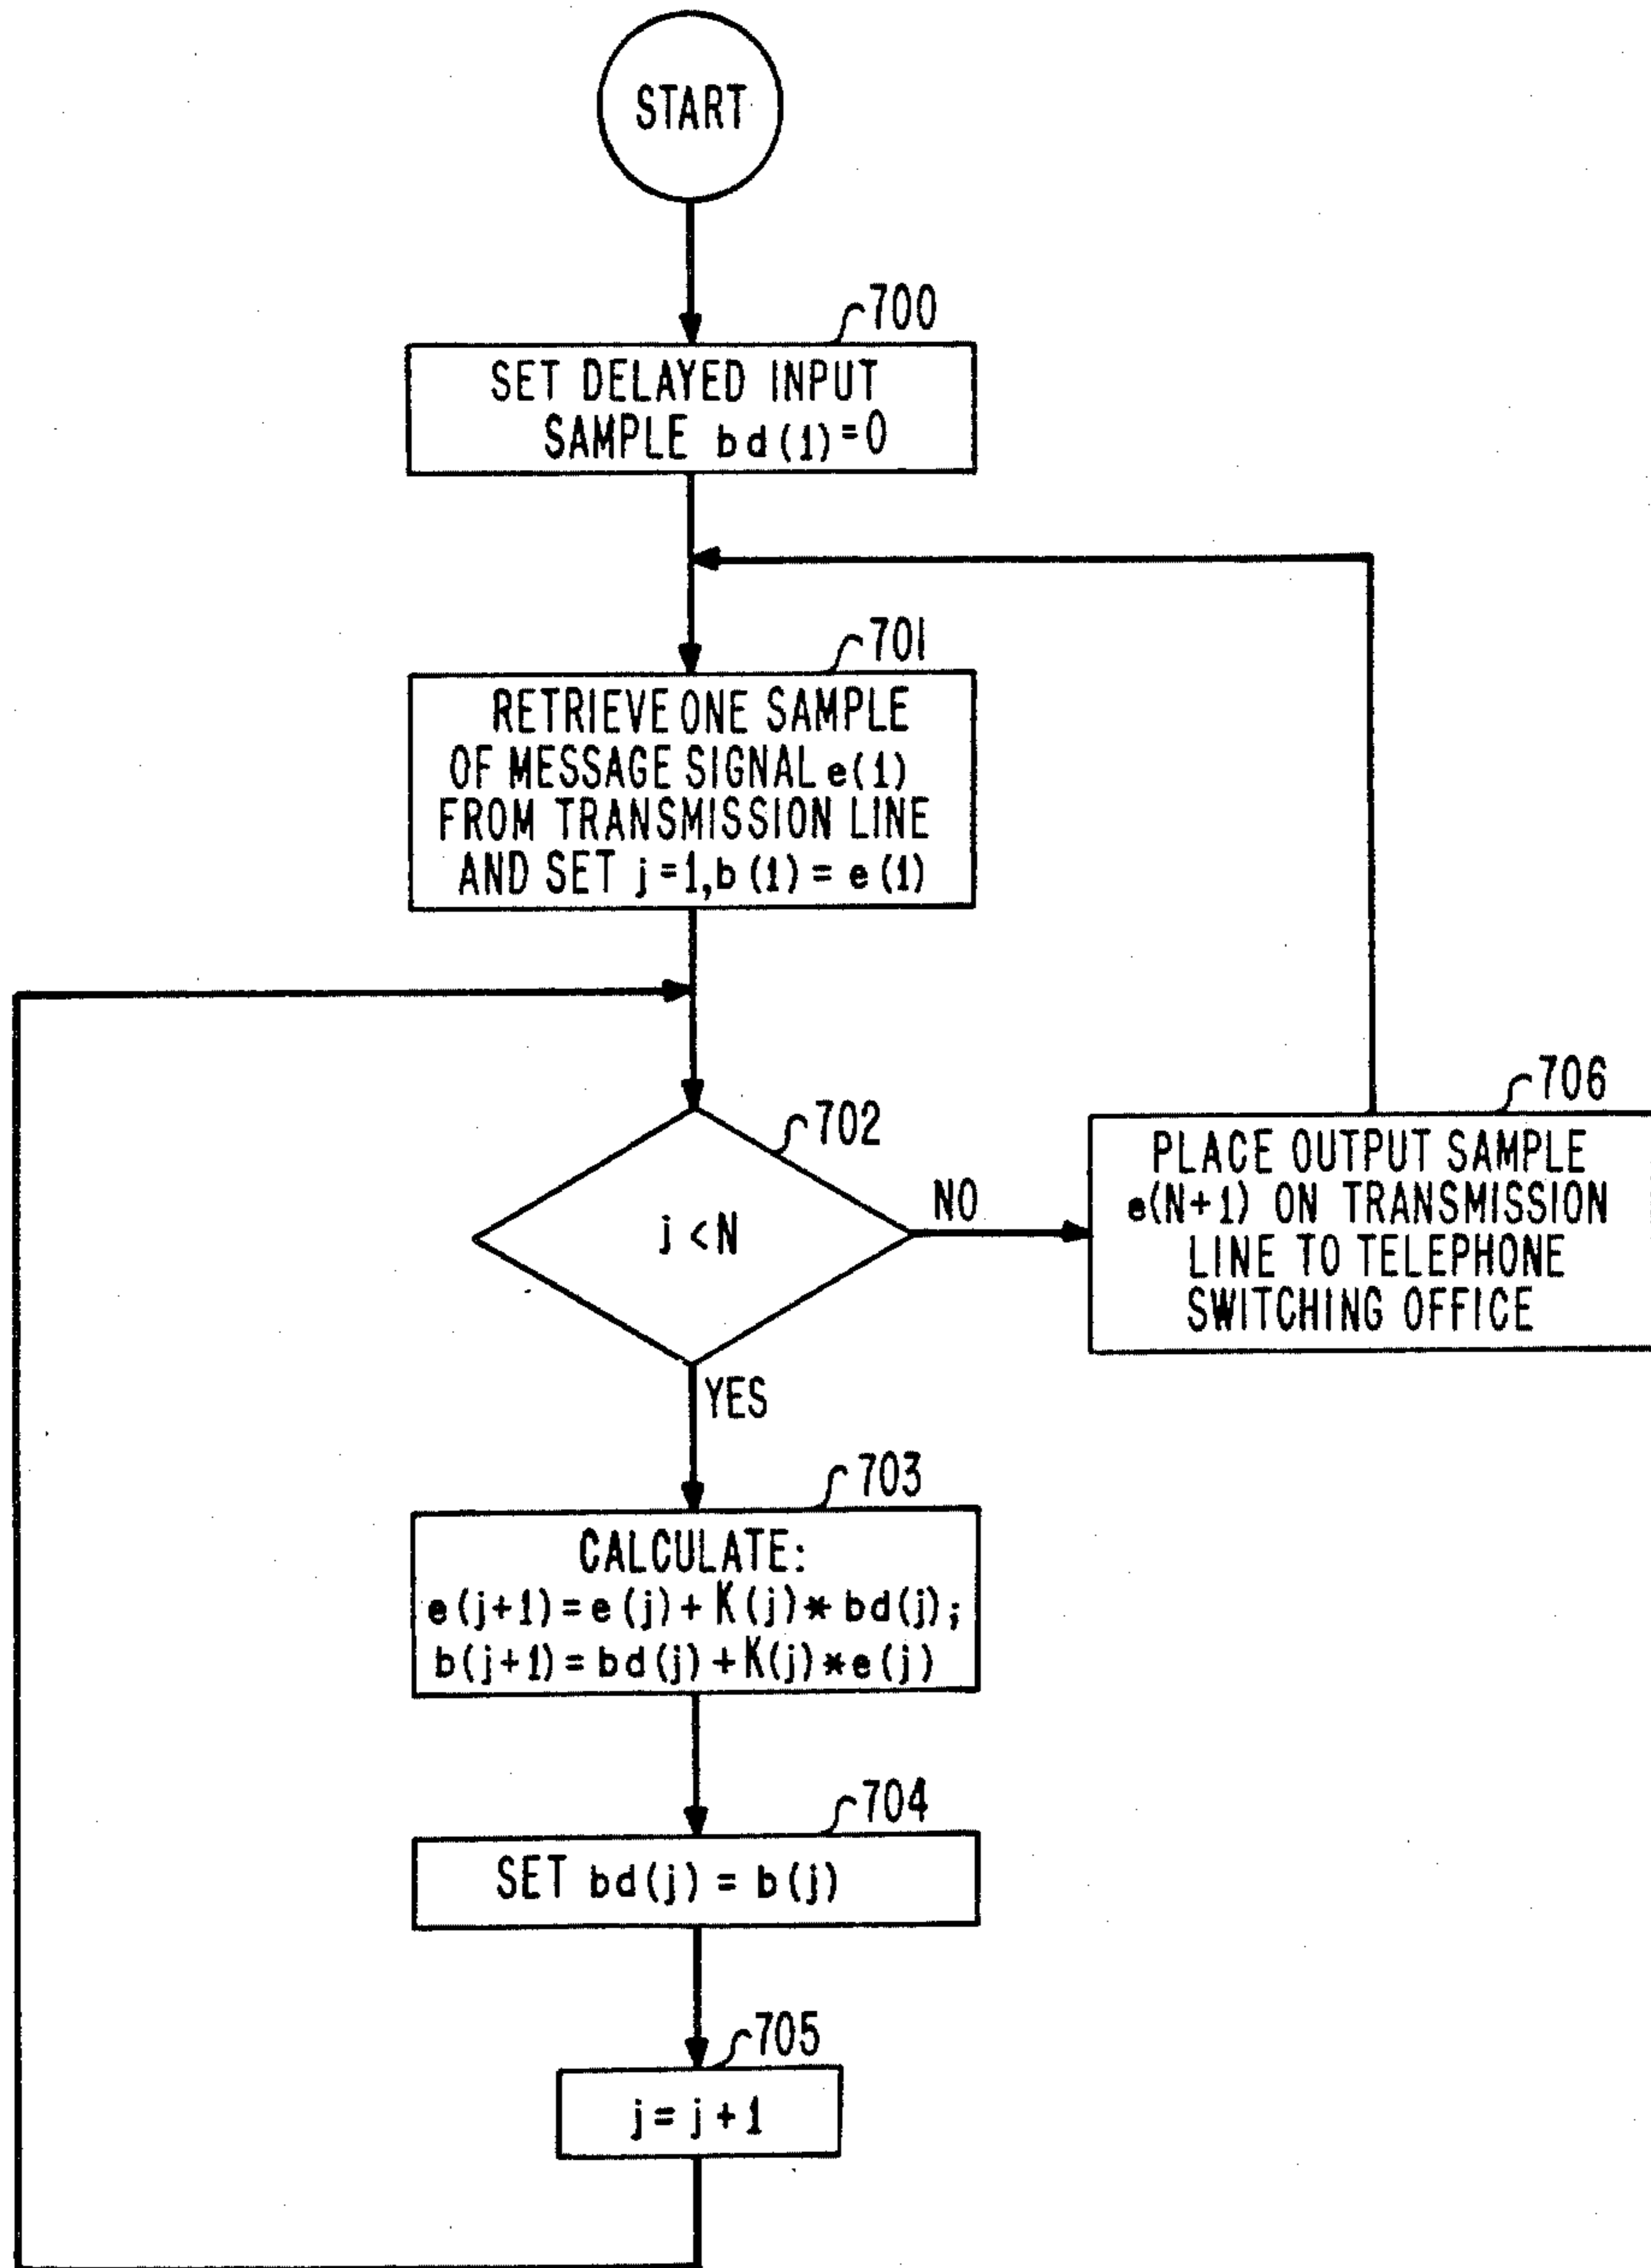 START
700
SET DELAYED INPUT
SAMPLE bd(1)=0
701
RETRIEVE ONE SAMPLE
OF MESSAGE SIGNAL e(1)
FROM TRANSMISSION LINE
AND SET j=1, b(1) = e(1)
702
j < N
NO
706
PLACE OUTPUT SAMPLE
e(N+1) ON TRANSMISSION
LINE TO TELEPHONE
SWITCHING OFFICE
YES
703
CALCULATE:
e(j+1) = e(j) + K(j) * bd(j);
b(j+1) = bd(j) + K(j) * e(j)
704
SET bd(j) = b(j)
705
j = j + 1